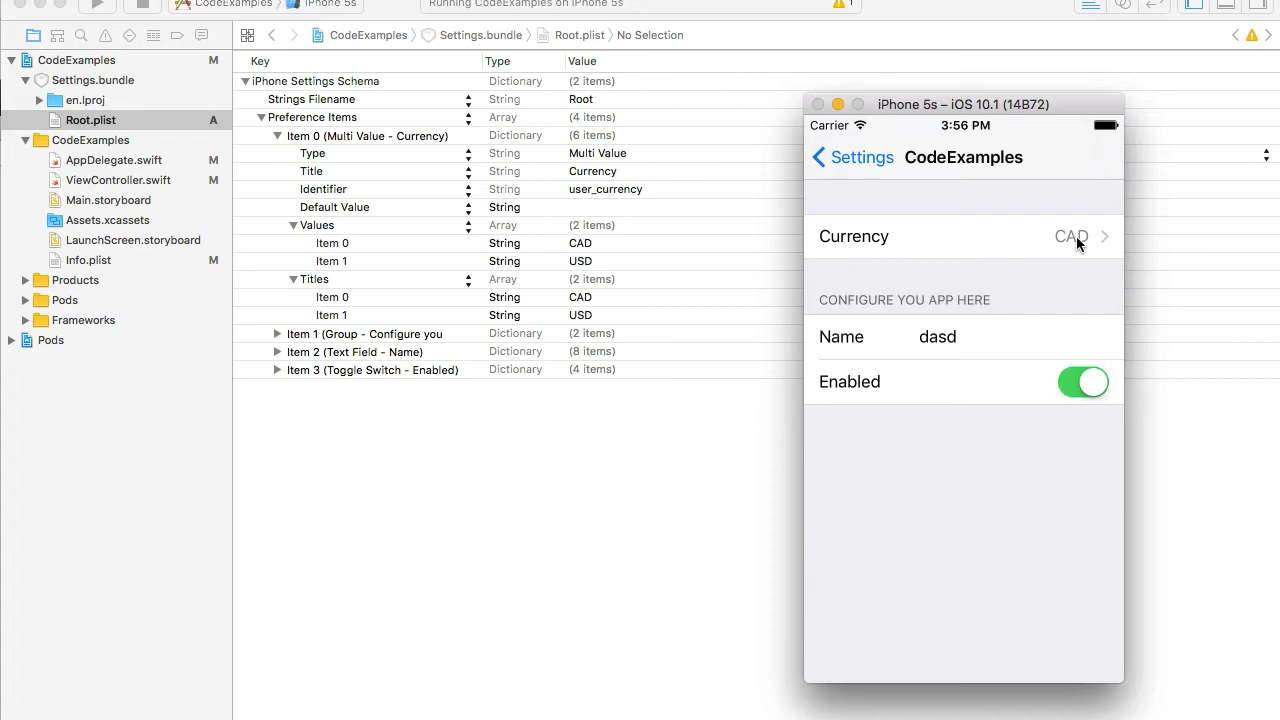 CodeExamples iPhone 5s Running CodeExamples on iPhone 5s 1
CodeExamples Settings.bundle Root.plist No Selection
CodeExamples M
Settings.bundle
en.lproj
Root.plist A
CodeExamples
AppDelegate.swift M
ViewController.swift M
Main.storyboard
Assets.xcassets
LaunchScreen.storyboard
Info.plist M
Products
Pods
Frameworks
Pods
Key Type Value
iPhone Settings Schema Dictionary (2 items)
Strings Filename String Root
Preference Items Array (4 items)
Item 0 (Multi Value - Currency) Dictionary (6 items)
Type String Multi Value
Title String Currency
Identifier String user_currency
Default Value String
Values Array (2 items)
Item 0 String CAD
Item 1 String USD
Titles Array (2 items)
Item 0 String CAD
Item 1 String USD
Item 1 (Group - Configure you Dictionary (2 items)
Item 2 (Text Field - Name) Dictionary (8 items)
Item 3 (Toggle Switch - Enabled) Dictionary (4 items)
iPhone 5s – iOS 10.1 (14B72)
Carrier 3:56 PM
Settings CodeExamples
Currency CAD
CONFIGURE YOU APP HERE
Name dasd
Enabled